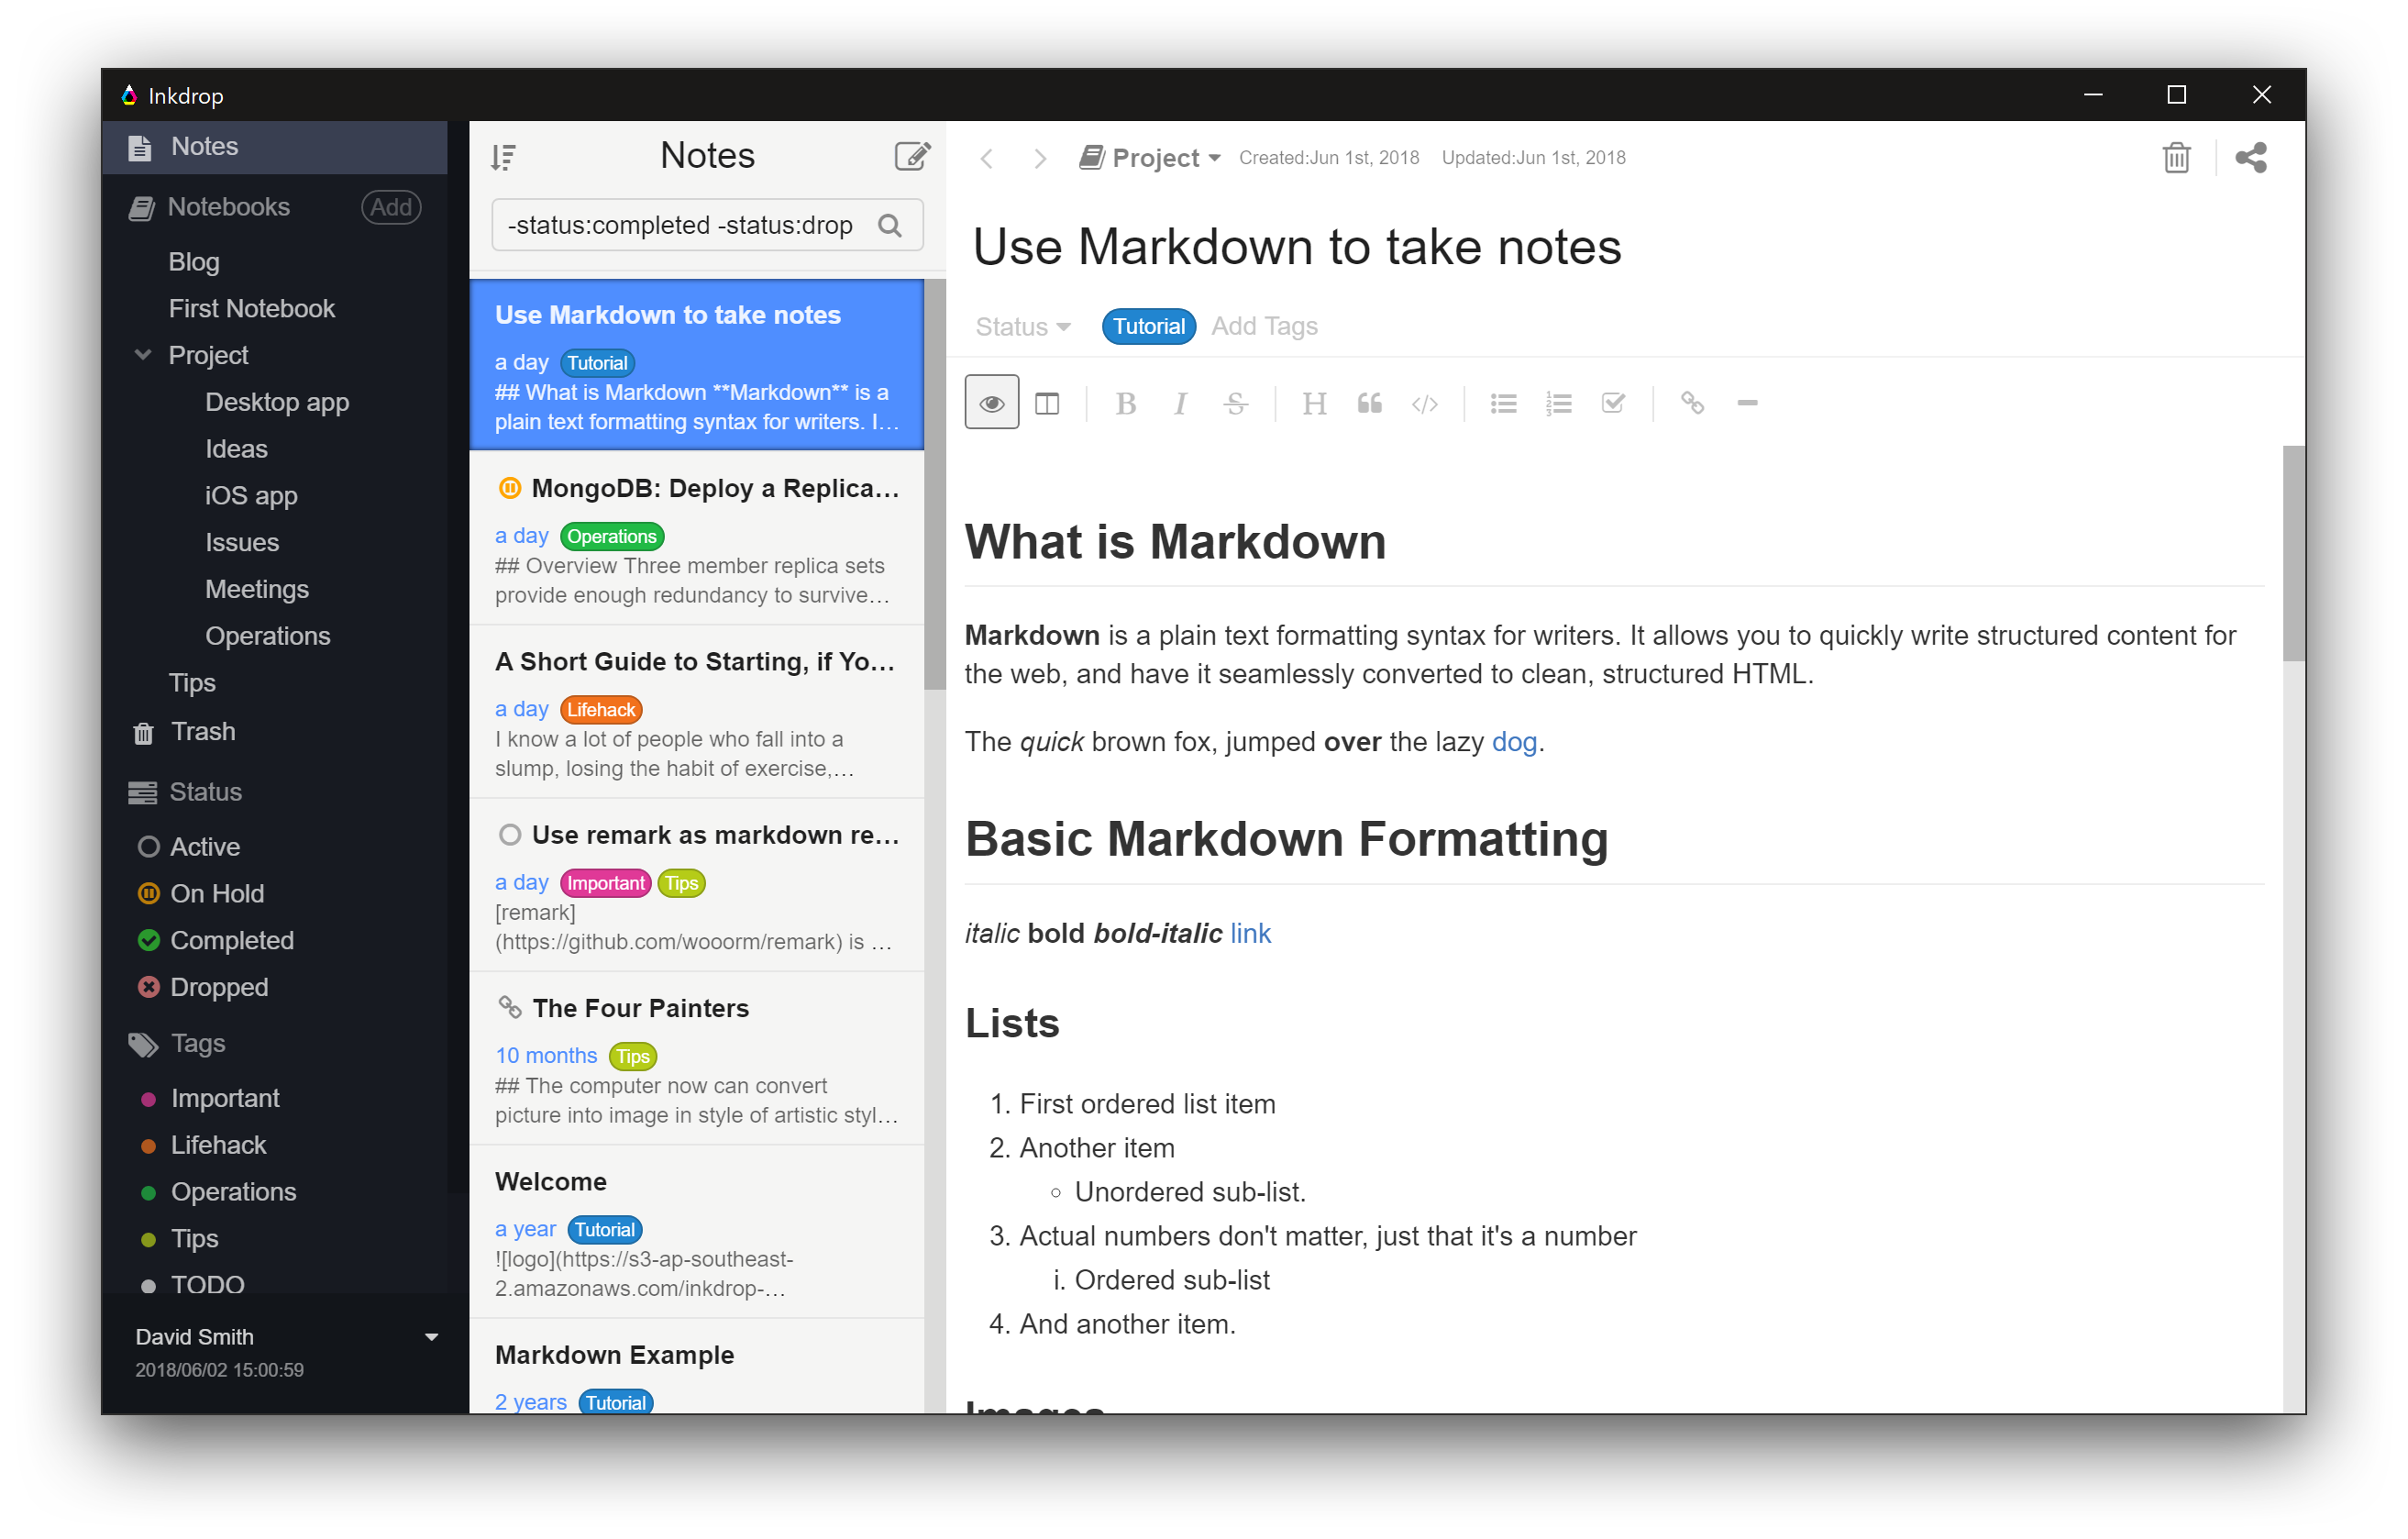 Inkdrop
Notes
Notebooks
Add
Blog
First Notebook
Project
Desktop app
Ideas
iOS app
Issues
Meetings
Operations
Tips
Trash
Status
Active
On Hold
Completed
Dropped
Tags
Important
Lifehack
Operations
Tips
TODO
David Smith
2018/06/02 15:00:59
Notes
-status:completed -status:drop
Use Markdown to take notes
a day Tutorial
## What is Markdown **Markdown** is a
plain text formatting syntax for writers. I...
MongoDB: Deploy a Replica...
a day Operations
## Overview Three member replica sets
provide enough redundancy to survive...
A Short Guide to Starting, if Yo...
a day Lifehack
I know a lot of people who fall into a
slump, losing the habit of exercise,...
Use remark as markdown re...
a day Important Tips
[remark]
(https://github.com/wooorm/remark) is ...
The Four Painters
10 months Tips
## The computer now can convert
picture into image in style of artistic styl...
Welcome
a year Tutorial
![logo](https://s3-ap-southeast-
2.amazonaws.com/inkdrop-...
Markdown Example
2 years Tutorial
Project Created:Jun 1st, 2018 Updated:Jun 1st, 2018
Use Markdown to take notes
Status Tutorial Add Tags
B I S H </>
What is Markdown
Markdown is a plain text formatting syntax for writers. It allows you to quickly write structured content for
the web, and have it seamlessly converted to clean, structured HTML.
The quick brown fox, jumped over the lazy dog.
Basic Markdown Formatting
italic bold bold-italic link
Lists
1. First ordered list item
2. Another item
○ Unordered sub-list.
3. Actual numbers don't matter, just that it's a number
i. Ordered sub-list
4. And another item.
Images